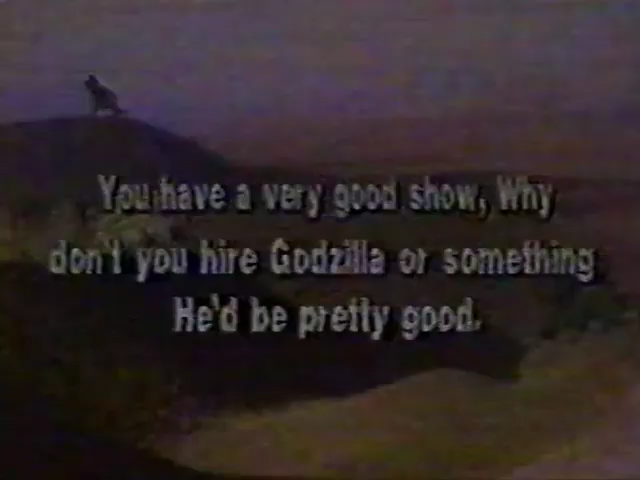 You have a very good show, Why
don't you hire Godzilla or something
He'd be pretty good.